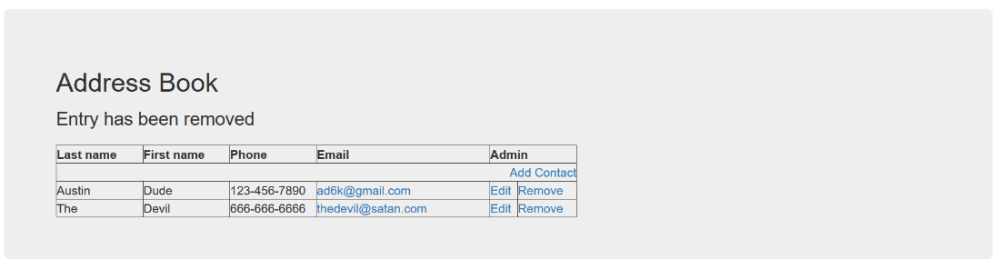 Address Book
Entry has been removed
Last name First name Phone Email Admin
Add Contact
Austin Dude 123-456-7890 ad6k@gmail.com Edit Remove
The Devil 666-666-6666 thedevil@satan.com Edit Remove